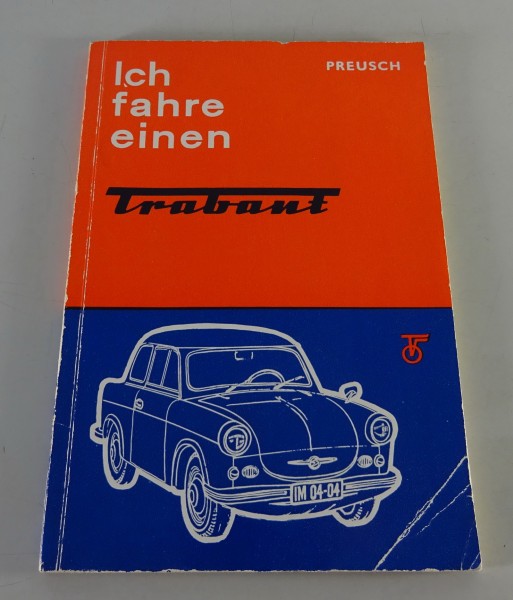 PREUSCH
Ich
fahre
einen
Trabant
IM 04-04